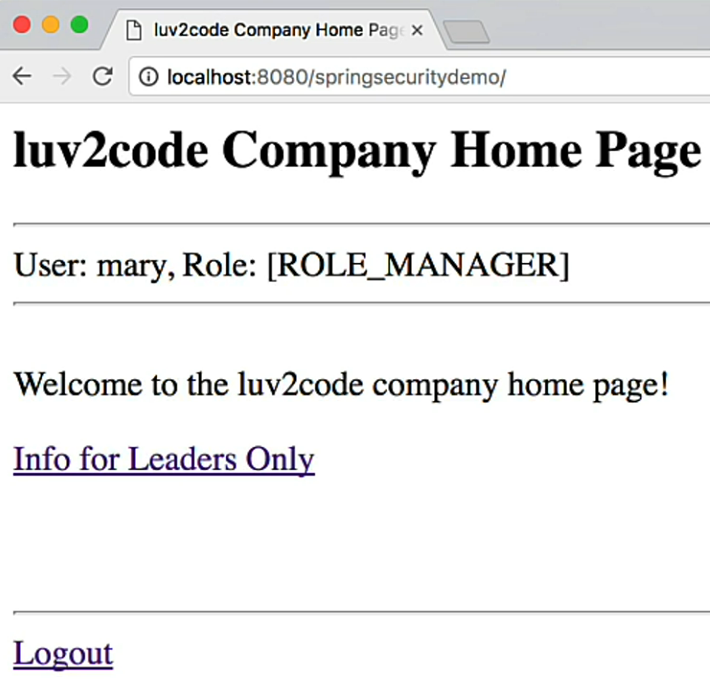 luv2code Company Home Pag
localhost:8080/springsecuritydemo/
luv2code Company Home Page
User: mary, Role: [ROLE_MANAGER]
Welcome to the luv2code company home page!
Info for Leaders Only
Logout